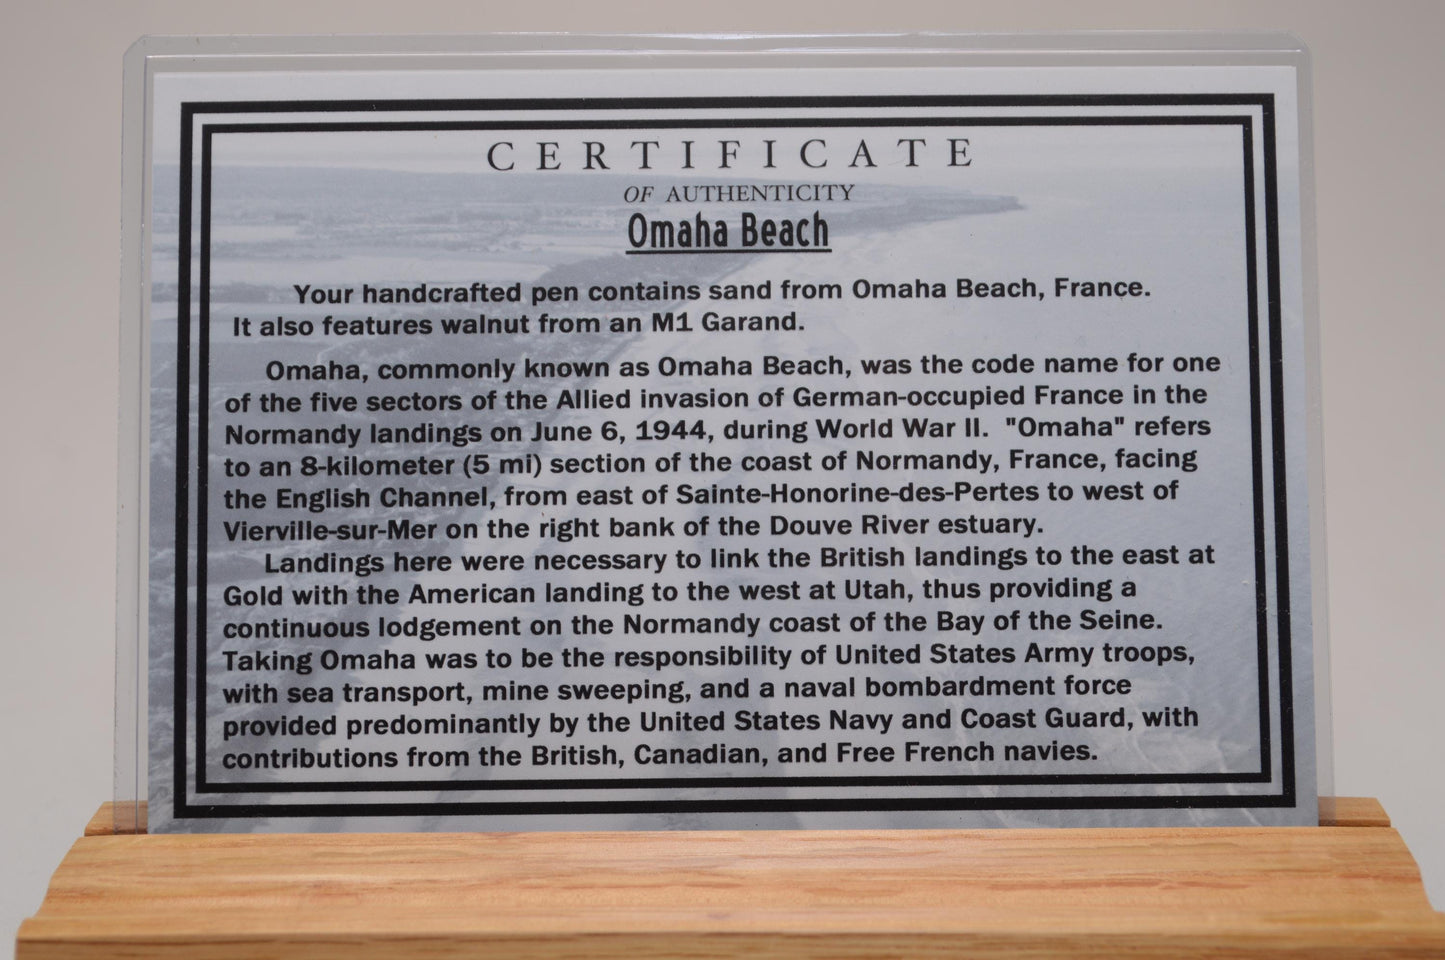 CERTIFICATE
OF AUTHENTICITY
Omaha Beach
Your handcrafted pen contains sand from Omaha Beach, France.
It also features walnut from an M1 Garand.
Omaha, commonly known as Omaha Beach, was the code name for one
of the five sectors of the Allied invasion of German-occupied France in the
Normandy landings on June 6, 1944, during World War II. "Omaha" refers
to an 8-kilometer (5 mi) section of the coast of Normandy, France, facing
the English Channel, from east of Sainte-Honorine-des-Pertes to west of
Vierville-sur-Mer on the right bank of the Douve River estuary.
Landings here were necessary to link the British landings to the east at
Gold with the American landing to the west at Utah, thus providing a
continuous lodgement on the Normandy coast of the Bay of the Seine.
Taking Omaha was to be the responsibility of United States Army troops,
with sea transport, mine sweeping, and a naval bombardment force
provided predominantly by the United States Navy and Coast Guard, with
contributions from the British, Canadian, and Free French navies.